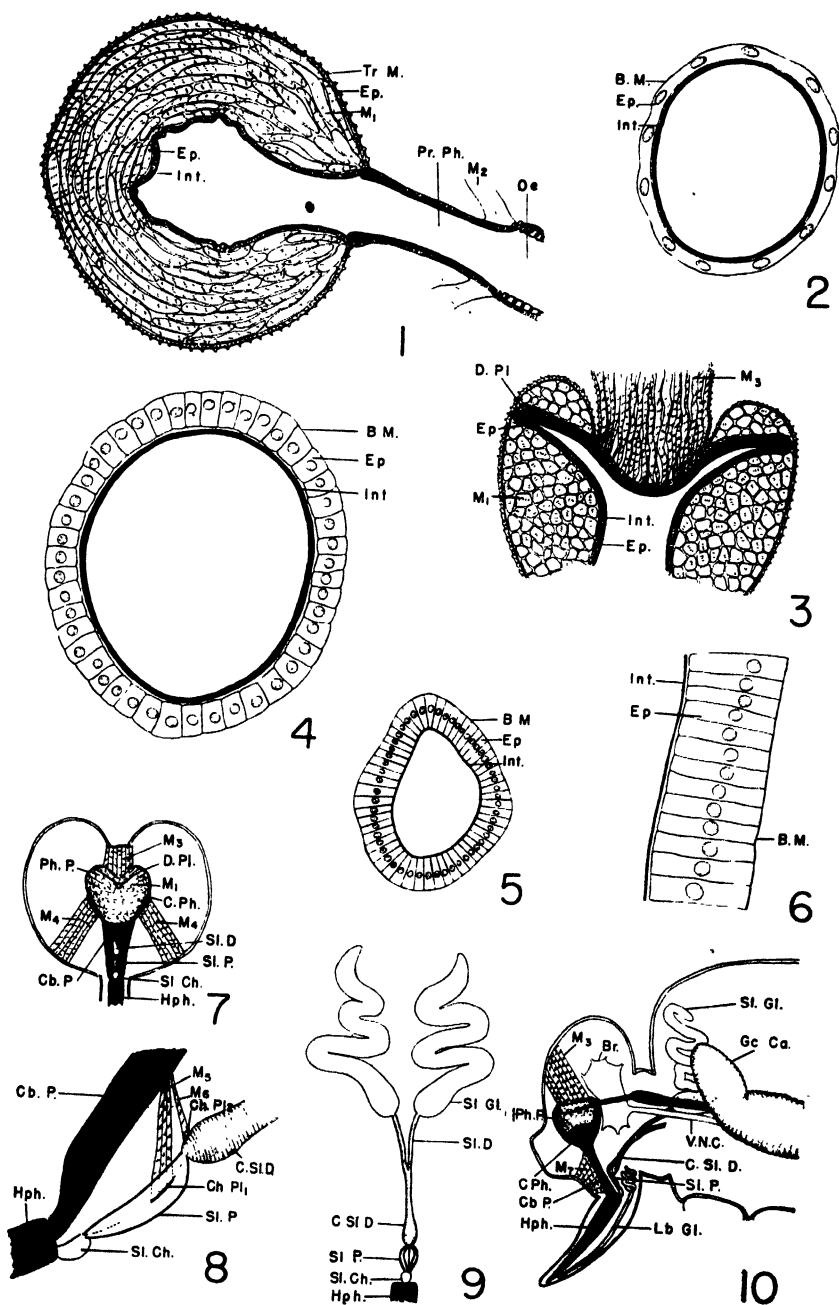 Tr M.
Ep.
M1
Ep.
Int.
Pr. Ph.
M2
1
Oe
1
B. M.
Ep.
Int.
2
D. Pl
Ep
M1
M3
Int.
Ep.
3
B M.
Ep
Int
4
B M
Ep
Int.
5
Int.
Ep
B. M.
6
Ph. P.
M4
Cb. P
M3
D. Pl.
M1
C. Ph.
M4
Sl. D
Sl. P.
Sl Ch.
Hph.
7
Cb. P.
Hph.
M5
M6
C. Sl. D
Ch Pl1
Sl. P
Sl. Ch.
8
Sl Gl.
Sl. D
C Sl D
Sl P.
Sl. Ch.
Hph.
9
M3
Br.
Sl. Gl.
Gc Ca.
Ph. P.
V. N. C.
C Ph.
M7
Cb P.
Hph.
C. Sl. D.
Sl. P.
Lb Gl.
10